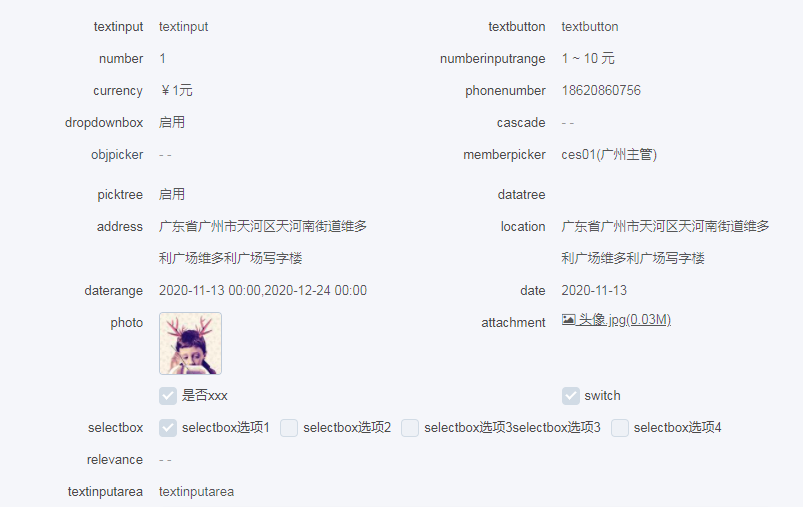 textinput textinput textbutton textbutton
number 1 numberinputrange 1 ~ 10 元
currency ￥1元 phonenumber 18620860756
dropdownbox 启用 cascade - -
objpicker - - memberpicker ces01(广州主管)
picktree 启用 datatree
address 广东省广州市天河区天河南街道维多 location 广东省广州市天河区天河南街道维多
利广场维多利广场写字楼 利广场维多利广场写字楼
daterange 2020-11-13 00:00,2020-12-24 00:00 date 2020-11-13
photo attachment 头像.jpg(0.03M)
是否xxx switch
selectbox selectbox选项1 selectbox选项2 selectbox选项3selectbox选项3 selectbox选项4
relevance - -
textinputarea textinputarea